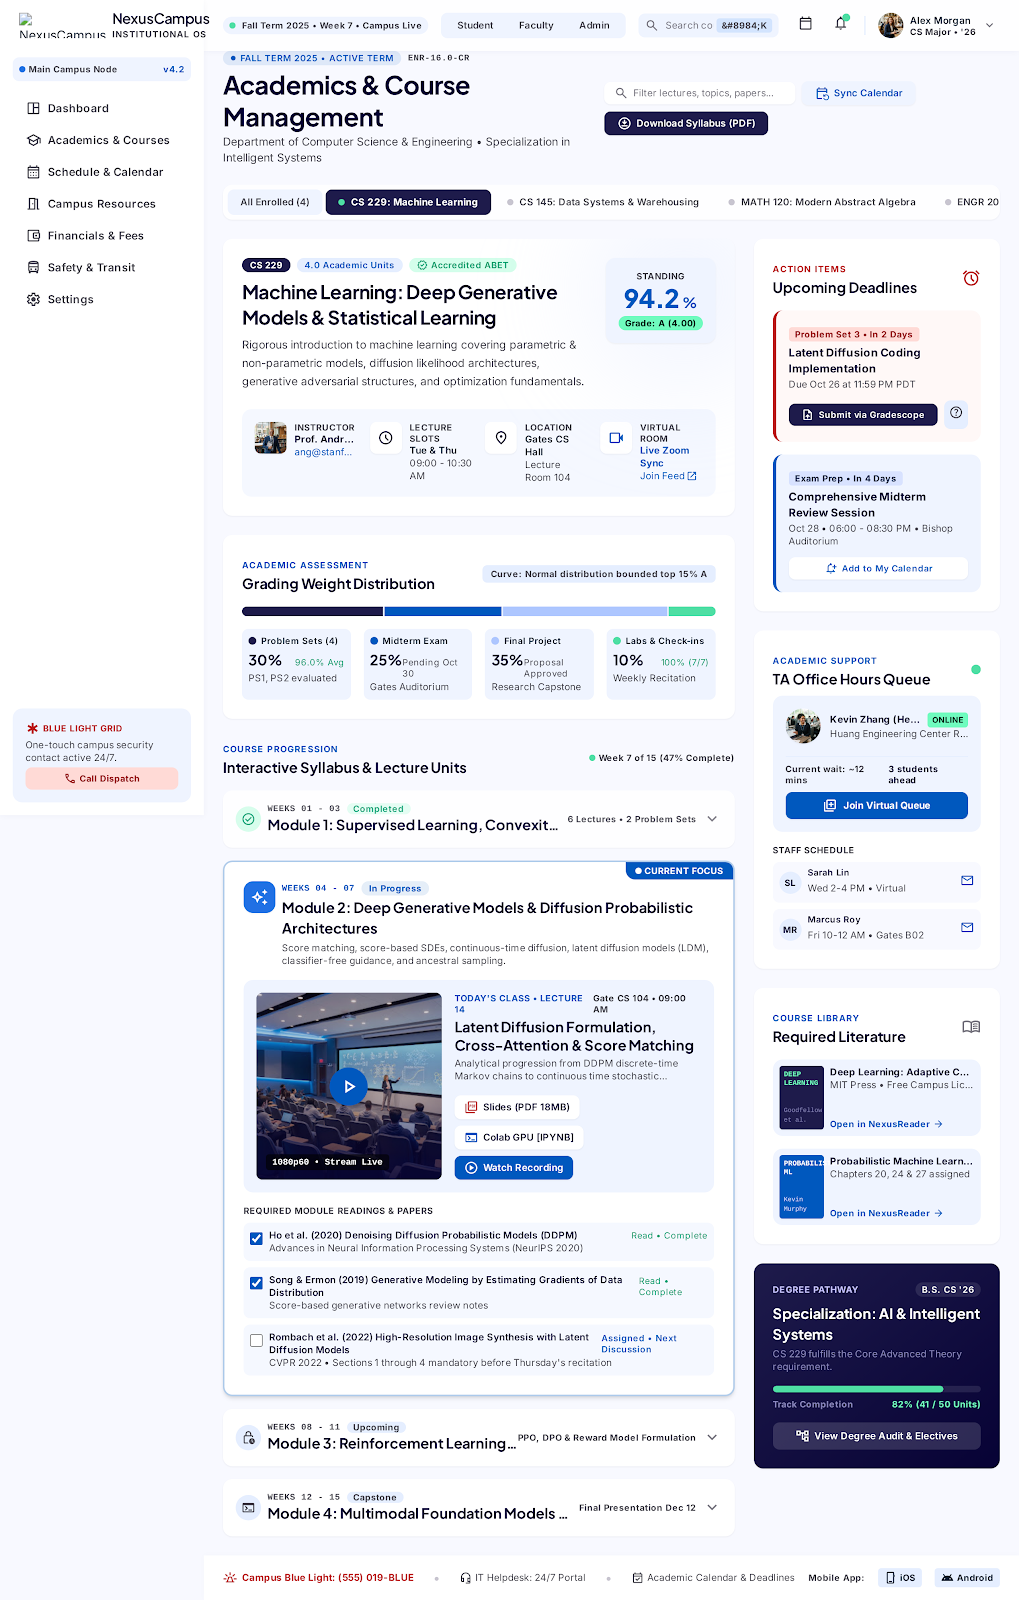 NexusCampus
NexusCampus
INSTITUTIONAL OS
Main Campus Node
v4.2
Dashboard
Academics & Courses
Schedule & Calendar
Campus Resources
Financials & Fees
Safety & Transit
Settings
BLUE LIGHT GRID
One-touch campus security
contact active 24/7.
Call Dispatch
Fall Term 2025 • Week 7 • Campus Live
Student
Faculty
Admin
Search co
&#8984;K
Alex Morgan
CS Major • '26
FALL TERM 2025 • ACTIVE TERM
ENR-16.0-CR
Academics & Course
Management
Department of Computer Science & Engineering • Specialization in
Intelligent Systems
Filter lectures, topics, papers...
Sync Calendar
Download Syllabus (PDF)
All Enrolled (4)
CS 229: Machine Learning
CS 145: Data Systems & Warehousing
MATH 120: Modern Abstract Algebra
ENGR 20
CS 229
4.0 Academic Units
Accredited ABET
Machine Learning: Deep Generative
Models & Statistical Learning
Rigorous introduction to machine learning covering parametric &
non-parametric models, diffusion likelihood architectures,
generative adversarial structures, and optimization fundamentals.
STANDING
94.2%
Grade: A (4.00)
INSTRUCTOR
Prof. Andr...
ang@stanf...
LECTURE
SLOTS
Tue & Thu
09:00 - 10:30
AM
LOCATION
Gates CS
Hall
Lecture
Room 104
VIRTUAL
ROOM
Live Zoom
Sync
Join Feed
ACADEMIC ASSESSMENT
Grading Weight Distribution
Curve: Normal distribution bounded top 15% A
Problem Sets (4)
30%
96.0% Avg
PS1, PS2 evaluated
Midterm Exam
25%
Pending Oct
30
Gates Auditorium
Final Project
35%
Proposal
Approved
Research Capstone
Labs & Check-ins
10%
100% (7/7)
Weekly Recitation
COURSE PROGRESSION
Interactive Syllabus & Lecture Units
Week 7 of 15 (47% Complete)
WEEKS 01 - 03
Completed
Module 1: Supervised Learning, Convexit...
6 Lectures • 2 Problem Sets
CURRENT FOCUS
WEEKS 04 - 07
In Progress
Module 2: Deep Generative Models & Diffusion Probabilistic
Architectures
Score matching, score-based SDEs, continuous-time diffusion, latent diffusion models (LDM),
classifier-free guidance, and ancestral sampling.
1080p60 • Stream Live
TODAY'S CLASS • LECTURE
14
Gate CS 104 • 09:00
AM
Latent Diffusion Formulation,
Cross-Attention & Score Matching
Analytical progression from DDPM discrete-time
Markov chains to continuous time stochastic...
Slides (PDF 18MB)
Colab GPU [IPYNB]
Watch Recording
REQUIRED MODULE READINGS & PAPERS
Ho et al. (2020) Denoising Diffusion Probabilistic Models (DDPM)
Advances in Neural Information Processing Systems (NeurIPS 2020)
Read • Complete
Song & Ermon (2019) Generative Modeling by Estimating Gradients of Data
Distribution
Score-based generative networks review notes
Read •
Complete
Rombach et al. (2022) High-Resolution Image Synthesis with Latent
Diffusion Models
CVPR 2022 • Sections 1 through 4 mandatory before Thursday's recitation
Assigned • Next
Discussion
WEEKS 08 - 11
Upcoming
Module 3: Reinforcement Learning...
PPO, DPO & Reward Model Formulation
WEEKS 12 - 15
Capstone
Module 4: Multimodal Foundation Models ...
Final Presentation Dec 12
ACTION ITEMS
Upcoming Deadlines
Problem Set 3 • In 2 Days
Latent Diffusion Coding
Implementation
Due Oct 26 at 11:59 PM PDT
Submit via Gradescope
Exam Prep • In 4 Days
Comprehensive Midterm
Review Session
Oct 28 • 06:00 - 08:30 PM • Bishop
Auditorium
Add to My Calendar
ACADEMIC SUPPORT
TA Office Hours Queue
Kevin Zhang (He...
ONLINE
Huang Engineering Center R...
Current wait: ~12
mins
3 students
ahead
Join Virtual Queue
STAFF SCHEDULE
SL
Sarah Lin
Wed 2-4 PM • Virtual
MR
Marcus Roy
Fri 10-12 AM • Gates B02
COURSE LIBRARY
Required Literature
DEEP
LEARNING
Goodfellow
et al.
Deep Learning: Adaptive C...
MIT Press • Free Campus Lic...
Open in NexusReader →
PROBABILIS
ML
Kevin
Murphy
Probabilistic Machine Learn...
Chapters 20, 24 & 27 assigned
Open in NexusReader →
DEGREE PATHWAY
B.S. CS '26
Specialization: AI & Intelligent
Systems
CS 229 fulfills the Core Advanced Theory
requirement.
Track Completion
82% (41 / 50 Units)
View Degree Audit & Electives
Campus Blue Light: (555) 019-BLUE
IT Helpdesk: 24/7 Portal
Academic Calendar & Deadlines
Mobile App:
iOS
Android